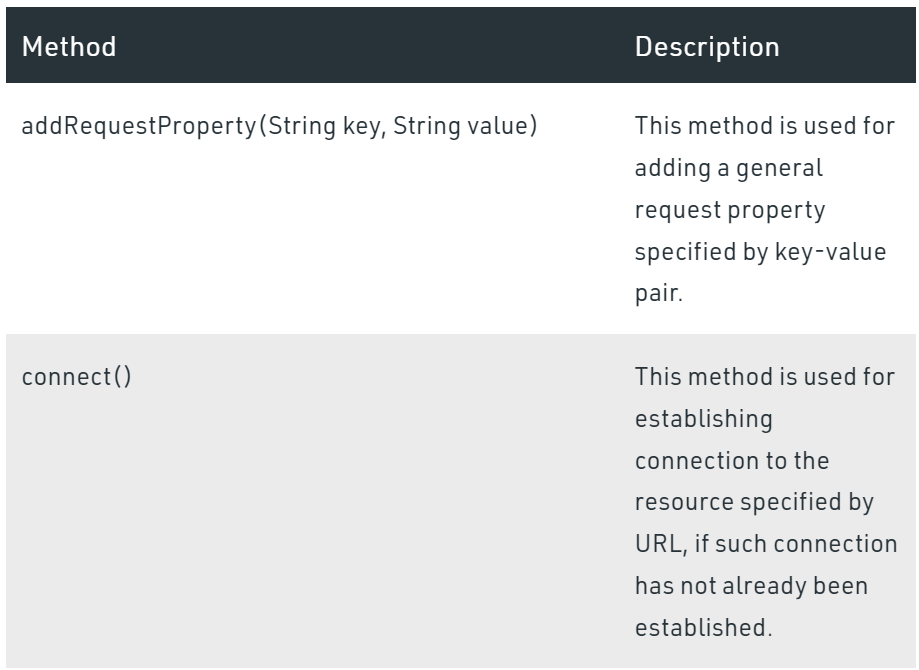 Method Description
addRequestProperty(String key, String value) This method is used for
adding a general
request property
specified by key-value
pair.
connect() This method is used for
establishing
connection to the
resource specified by
URL, if such connection
has not already been
established.